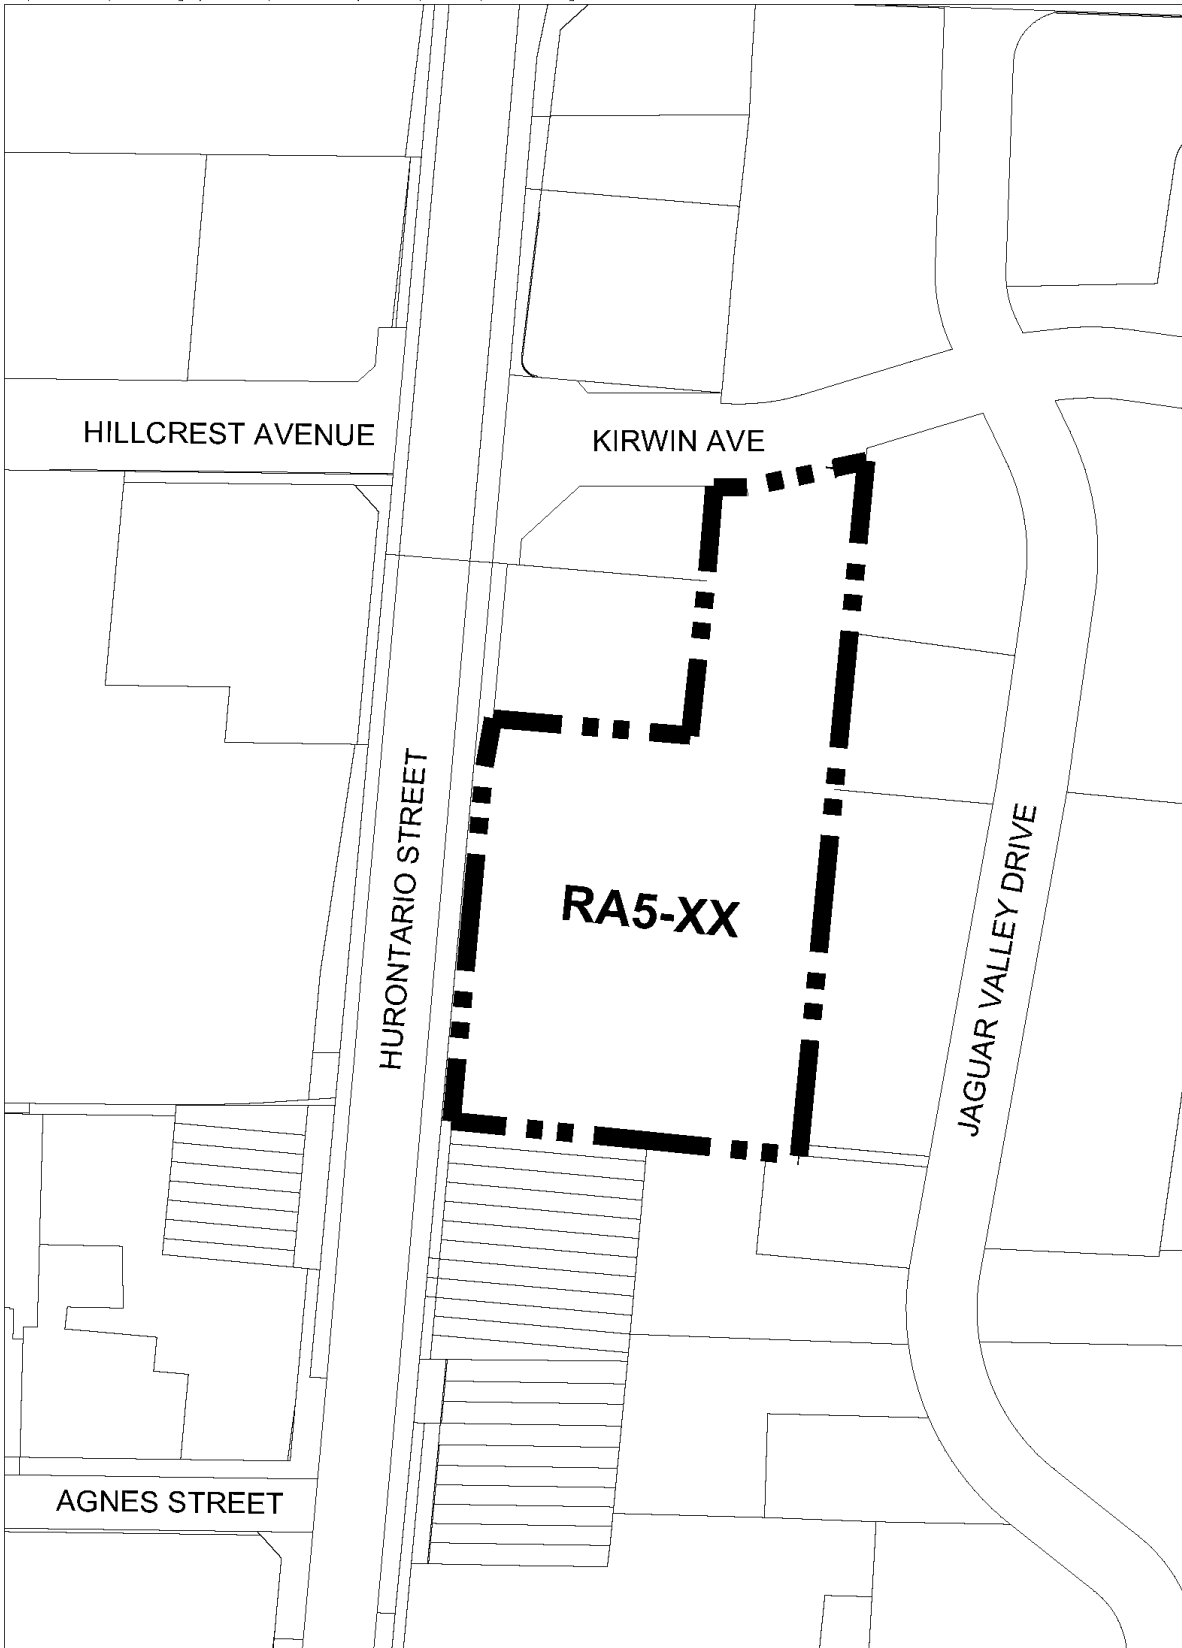 HILLCREST AVENUE
KIRWIN AVE
HURONTARIO STREET
RA5-XX
JAGUAR VALLEY DRIVE
AGNES STREET